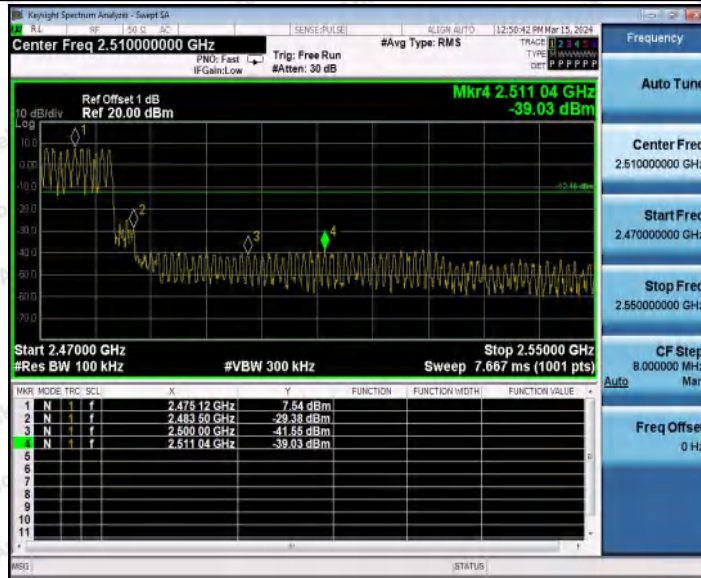 Keysight Spectrum Analyzer - Swept SA
RL RF 50 Ω AC SENSE:PULSE ALIGN AUTO 12:50:42 PM Mar 15, 2024
Center Freq 2.510000000 GHz
PNO: Fast
IFGain:Low
Trig: Free Run
#Atten: 30 dB
#Avg Type: RMS
TRACE 1 2 3 4 5 6
TYPE M W W W W W
DET P P P P P P
Mkr4 2.511 04 GHz
-39.03 dBm
Ref Offset 1 dB
10 dB/div Ref 20.00 dBm
Log
10.0
0.00
-10.0
-20.0
-30.0
-40.0
-50.0
-60.0
-70.0
1
2
3
4
-12.46 dBm
Start 2.47000 GHz Stop 2.55000 GHz
#Res BW 100 kHz #VBW 300 kHz Sweep 7.667 ms (1001 pts)
MKR MODE TRC SCL X Y FUNCTION FUNCTION WIDTH FUNCTION VALUE
1 N 1 f 2.475 12 GHz 7.54 dBm
2 N 1 f 2.483 50 GHz -29.38 dBm
3 N 1 f 2.500 00 GHz -41.55 dBm
4 N 1 f 2.511 04 GHz -39.03 dBm
5
6
7
8
9
10
11
MSG STATUS
Frequency
Auto Tune
Center Freq
2.510000000 GHz
Start Freq
2.470000000 GHz
Stop Freq
2.550000000 GHz
CF Step
8.000000 MHz
Auto Man
Freq Offset
0 Hz